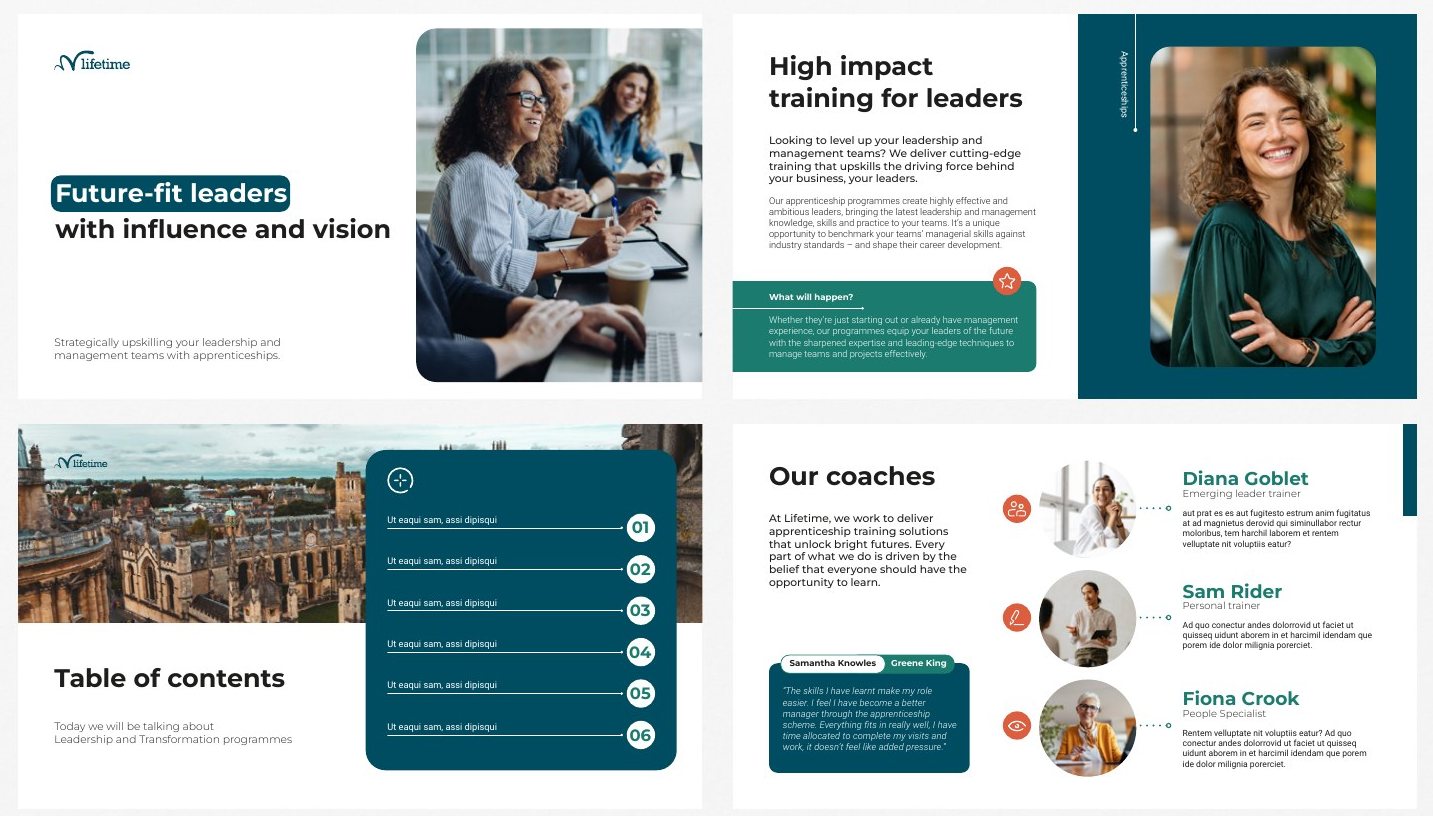 lifetime
Future-fit leaders
with influence and vision
Strategically upskilling your leadership and
management teams with apprenticeships.
High impact
training for leaders
Looking to level up your leadership and
management teams? We deliver cutting-edge
training that upskills the driving force behind
your business, your leaders.
Our apprenticeship programmes create highly effective and
ambitious leaders, bringing the latest leadership and management
knowledge, skills and practice to your teams. It's a unique
opportunity to benchmark your teams' managerial skills against
industry standards – and shape their career development.
What will happen?
Whether they're just starting out or already have management
experience, our programmes equip your leaders of the future
with the sharpened expertise and leading-edge techniques to
manage teams and projects effectively.
Apprenticeships
lifetime
Table of contents
Today we will be talking about
Leadership and Transformation programmes
Ut eaqui sam, assi dipisqui 01
Ut eaqui sam, assi dipisqui 02
Ut eaqui sam, assi dipisqui 03
Ut eaqui sam, assi dipisqui 04
Ut eaqui sam, assi dipisqui 05
Ut eaqui sam, assi dipisqui 06
Our coaches
At Lifetime, we work to deliver
apprenticeship training solutions
that unlock bright futures. Every
part of what we do is driven by the
belief that everyone should have the
opportunity to learn.
Samantha Knowles Greene King
"The skills I have learnt make my role
easier. I feel I have become a better
manager through the apprenticeship
scheme. Everything fits in really well, I have
time allocated to complete my visits and
work, it doesn't feel like added pressure."
Diana Goblet
Emerging leader trainer
aut prat es es aut fugitesto estrum anim fugitatus
at ad magnietus derovid qui siminullabor rectur
moloribus, tem harchil laborem et rentem
velluptate nit voluptiis eatur?
Sam Rider
Personal trainer
Ad quo conectur andes dolorrovid ut faciet ut
quisseq uidunt aborem in et harcimil idendam que
porem ide dolor milignia porerciet.
Fiona Crook
People Specialist
Rentem velluptate nit voluptiis eatur? Ad quo
conectur andes dolorrovid ut faciet ut quisseq
uidunt aborem in et harcimil idendam que porem
ide dolor milignia porerciet.